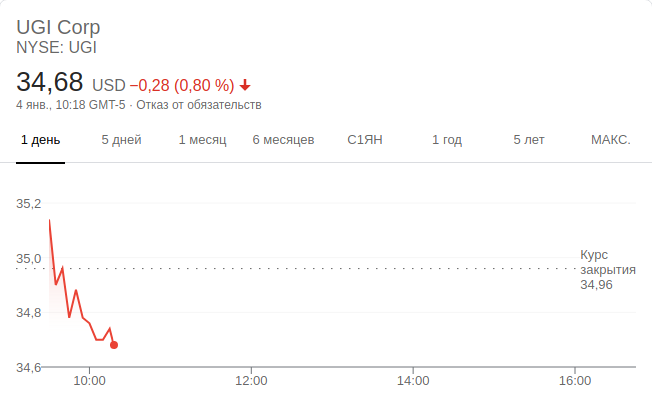 UGI Corp
NYSE: UGI
34,68 USD −0,28 (0,80 %)
4 янв., 10:18 GMT-5 · Отказ от обязательств
1 день 5 дней 1 месяц 6 месяцев С1ЯН 1 год 5 лет МАКС.
35,2
35,0
34,8
34,6
Курс
закрытия
34,96
10:00 12:00 14:00 16:00